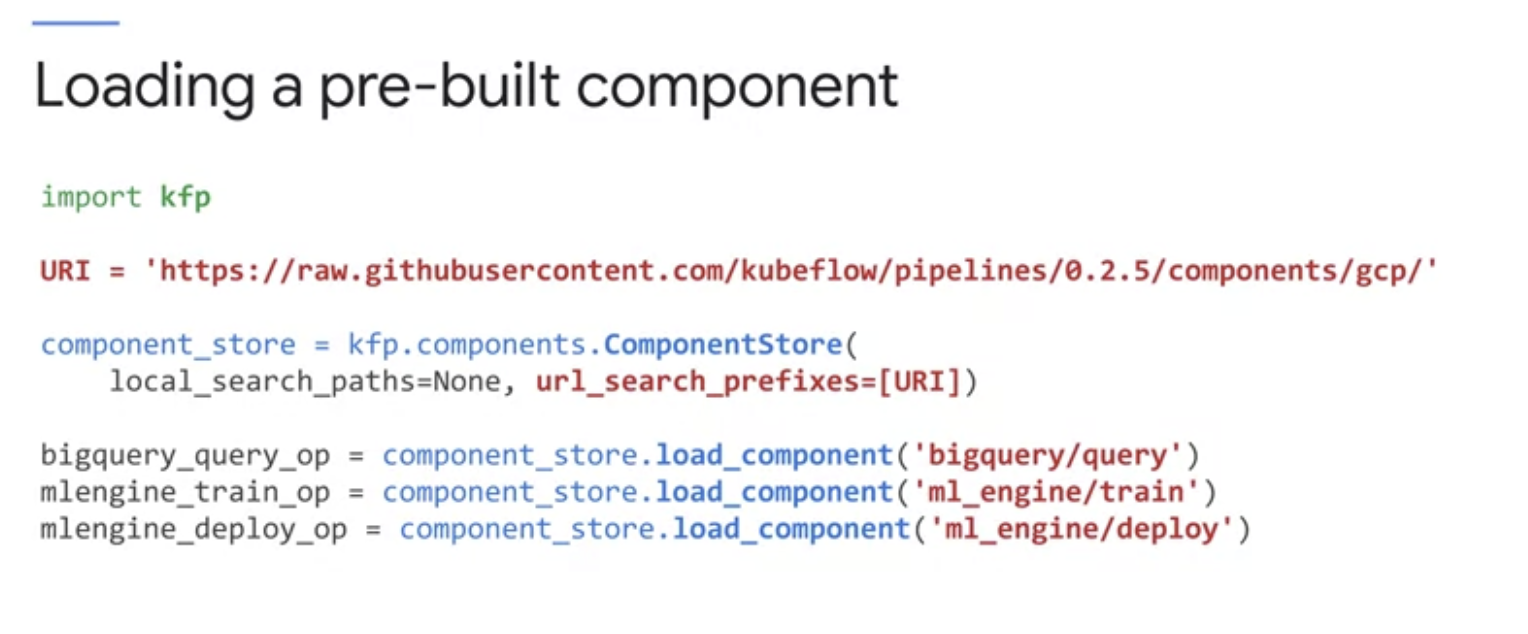 Loading a pre-built component
import kfp
URI = 'https://raw.githubusercontent.com/kubeflow/pipelines/0.2.5/components/gcp/'
component_store = kfp.components.ComponentStore(
    local_search_paths=None, url_search_prefixes=[URI])
bigquery_query_op = component_store.load_component('bigquery/query')
mlengine_train_op = component_store.load_component('ml_engine/train')
mlengine_deploy_op = component_store.load_component('ml_engine/deploy')